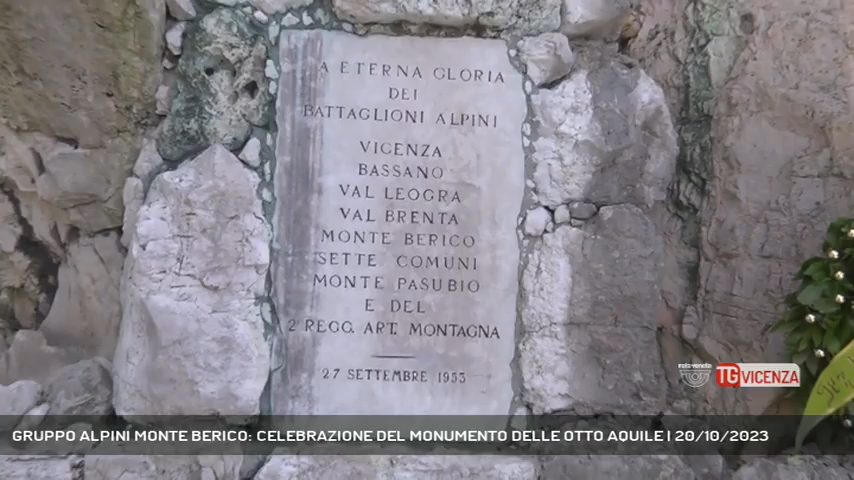 A ETERNA GLORIA
DEI
BATTAGLIONI ALPINI
VICENZA
BASSANO
VAL LEOGRA
VAL BRENTA
MONTE BERICO
SETTE COMUNI
MONTE PASUBIO
E DEL
2 REGG. ART. MONTAGNA
27 SETTEMBRE 1953
rete veneta
TGVICENZA
GRUPPO ALPINI MONTE BERICO: CELEBRAZIONE DEL MONUMENTO DELLE OTTO AQUILE | 20/10/2023